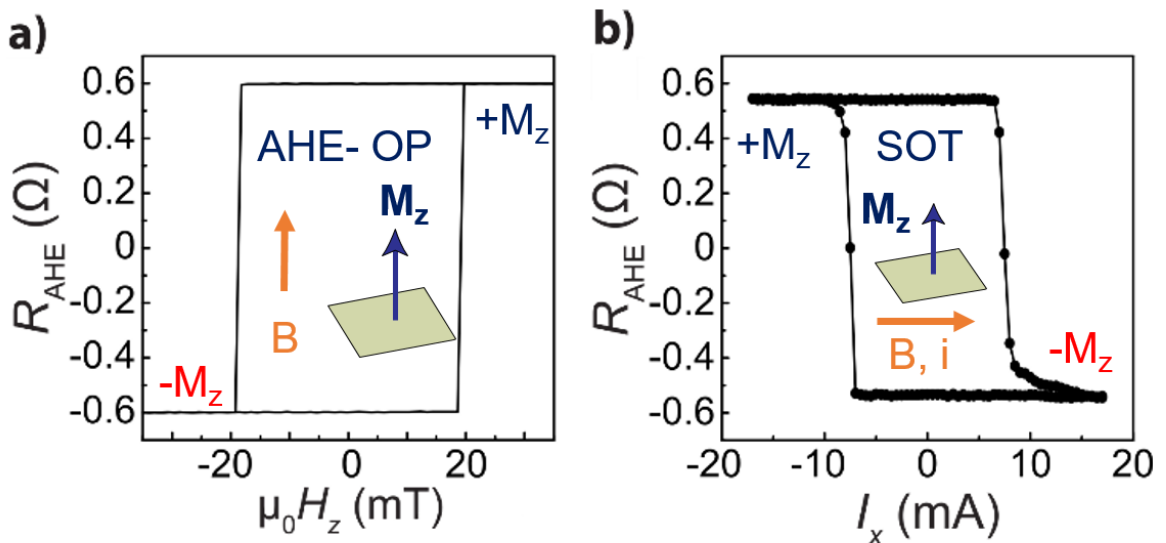 a)
0.6
0.4
0.2
0
-0.2
-0.4
-0.6
R_AHE (Ω)
AHE- OP
+M_z
M_z
B
-M_z
-20 0 20
μ₀H_z (mT)
b)
0.6
0.4
0.2
0
-0.2
-0.4
-0.6
R_AHE (Ω)
+M_z
SOT
M_z
B, i
-M_z
-20 -10 0 10 20
I_x (mA)